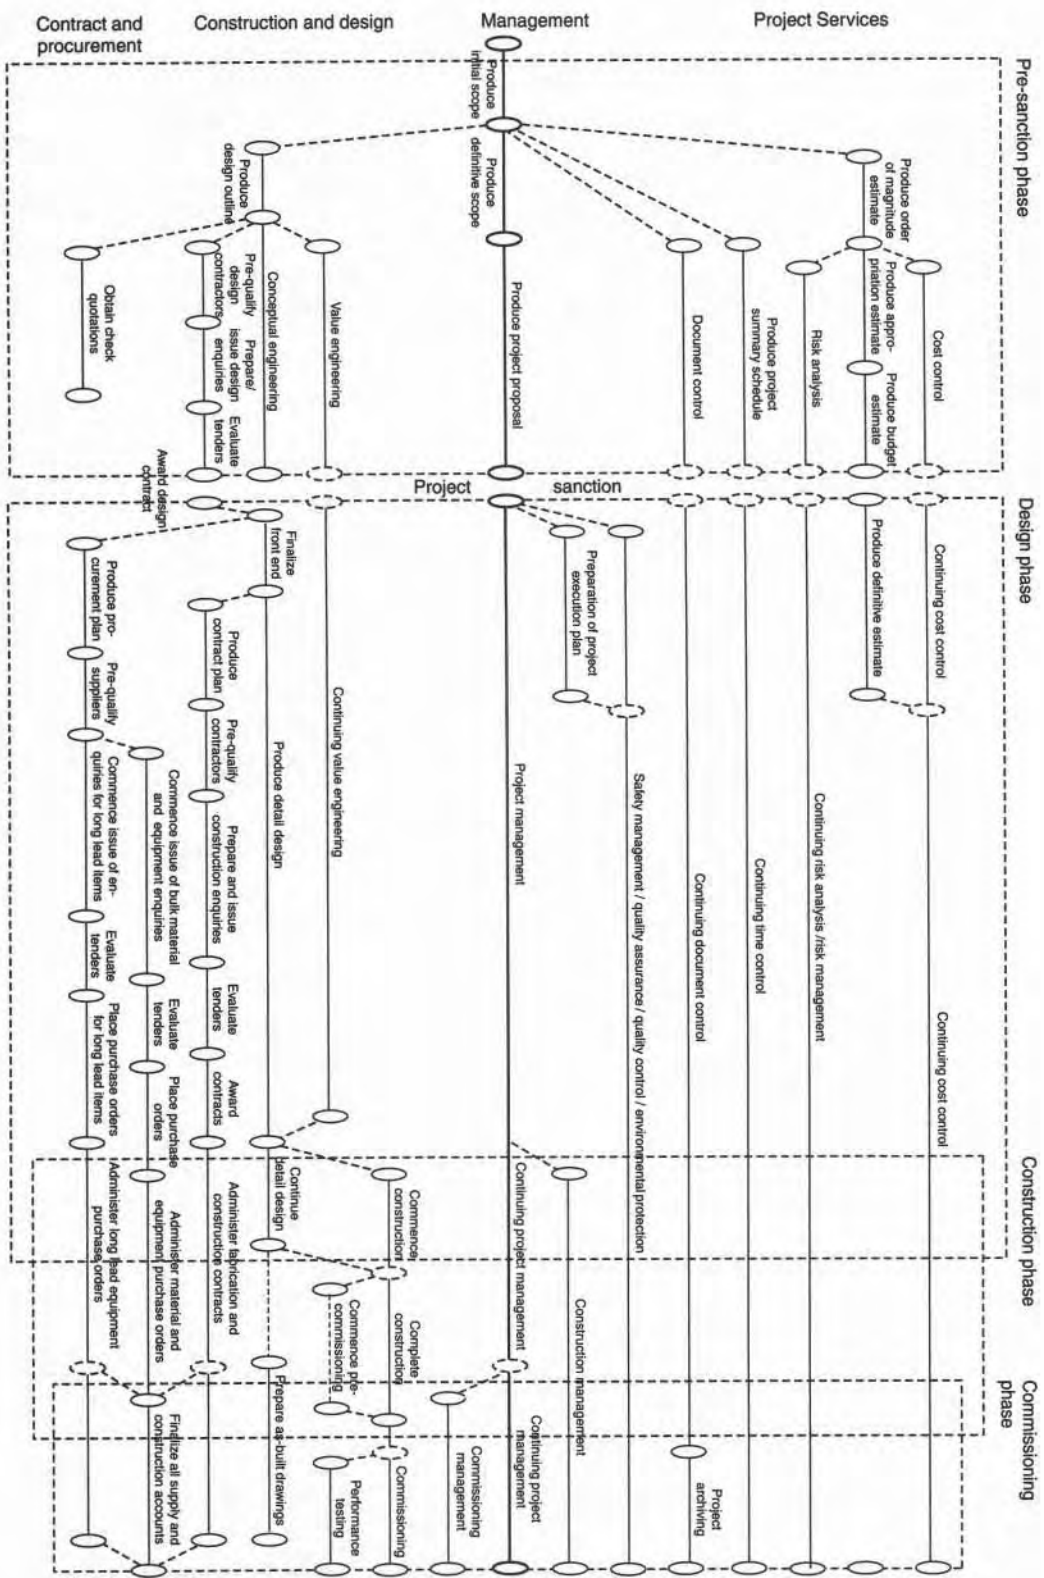 Contract and
procurement
Construction and design
Management
Project Services
Pre-sanction phase
Produce
initial scope
Produce
definitive scope
Produce project proposal
Produce order
of magnitude
estimate
Produce appro-
priation estimate
Produce budget
estimate
Cost control
Risk analysis
Produce project
summary schedule
Document control
Produce
design outline
Value engineering
Conceptual engineering
Pre-qualify
design
contractors
Prepare/
issue design
enquiries
Evaluate
tenders
Obtain check
quotations
Project sanction
Design phase
Award design
contract
Finalize
front end
Continuing cost control
Produce definitive estimate
Continuing cost control
Continuing risk analysis /risk management
Continuing time control
Continuing document control
Safety management / quality assurance / quality control / environmental protection
Preparation of project
execution plan
Project management
Continuing value engineering
Produce detail design
Produce
contract plan
Pre-qualify
contractors
Prepare and issue
construction enquiries
Evaluate
tenders
Award
contracts
Commence issue of bulk material
and equipment enquiries
Evaluate
tenders
Place purchase
orders
Produce pro-
curement plan
Pre-qualify
suppliers
Commence issue of en-
quiries for long lead items
Evaluate
tenders
Place purchase orders
for long lead items
Construction phase
Construction management
Continuing project management
Commence
construction
Complete
construction
Commence pre-
commissioning
Continue
detail design
Administer fabrication and
construction contracts
Administer material and
equipment purchase orders
Administer long lead equipment
purchase orders
Commissioning
phase
Project
archiving
Continuing project
management
Commissioning
management
Commissioning
Performance
testing
Prepare as-built drawings
Finalize all supply and
construction accounts